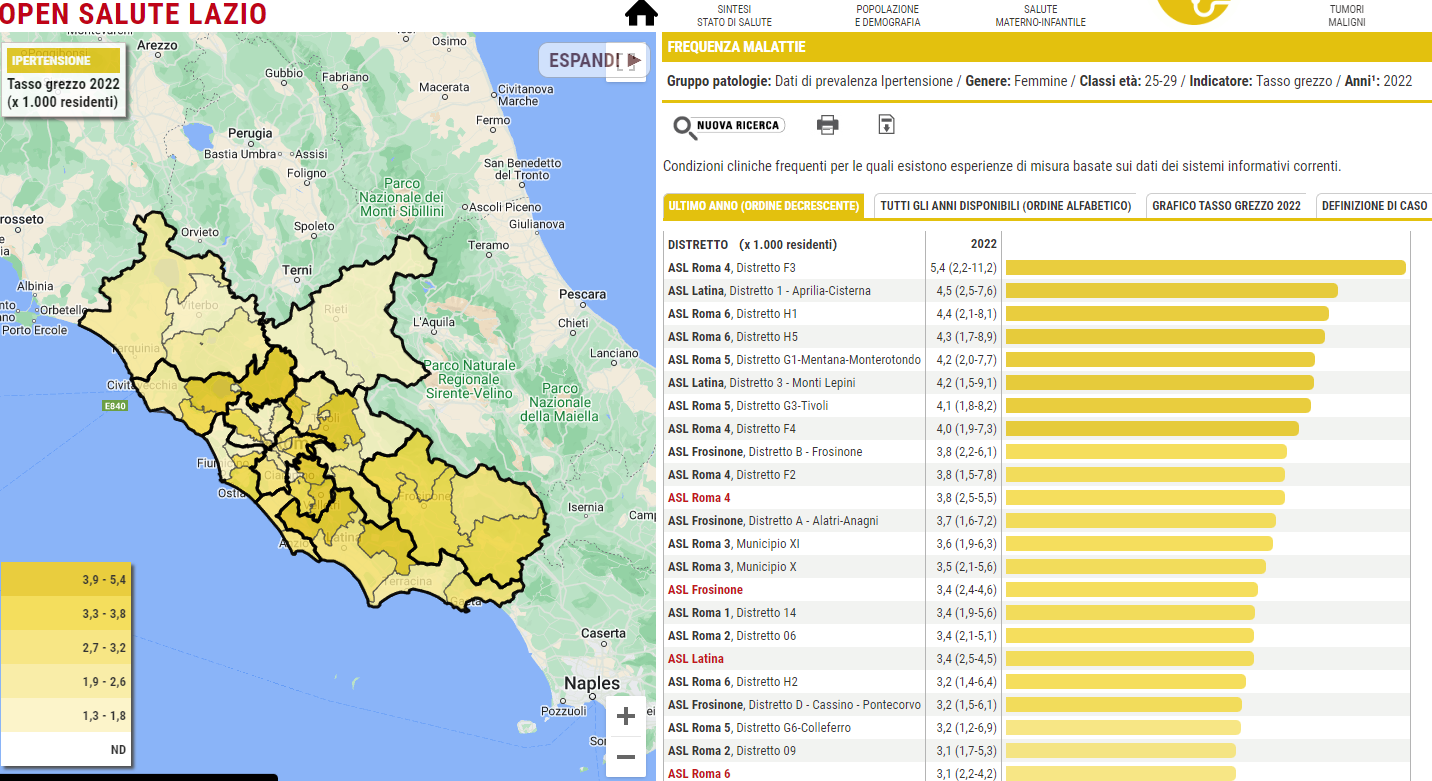 OPEN SALUTE LAZIO
SINTESI
STATO DI SALUTE
POPOLAZIONE
E DEMOGRAFIA
SALUTE
MATERNO-INFANTILE
TUMORI
MALIGNI
IPERTENSIONE
Tasso grezzo 2022
(x 1.000 residenti)
ESPANDI
Arezzo
Osimo
Gubbio
Fabriano
Macerata
Civitanova
Marche
Fermo
Perugia
Bastia Umbra
Assisi
Foligno
San Benedetto
del Tronto
Parco
Nazionale dei
Monti Sibillini
Ascoli Piceno
Giulianova
rosseto
Orvieto
Spoleto
Teramo
Terni
Albinia
Orbetello
Porto Ercole
Viterbo
Rieti
Pescara
L'Aquila
Chieti
Tarquinia
Lanciano
Civitavecchia
Parco Naturale
Regionale
Sirente-Velino
E840
Parco
Nazionale
della Maiella
Tivoli
Fiumicino
Ciampino
Ostia
Frosinone
Isernia
Latina
Anzio
Terracina
Gaeta
Caserta
Naples
Pozzuoli
3,9 - 5,4
3,3 - 3,8
2,7 - 3,2
1,9 - 2,6
1,3 - 1,8
ND
FREQUENZA MALATTIE
Gruppo patologie: Dati di prevalenza Ipertensione / Genere: Femmine / Classi età: 25-29 / Indicatore: Tasso grezzo / Anni¹: 2022
NUOVA RICERCA
Condizioni cliniche frequenti per le quali esistono esperienze di misura basate sui dati dei sistemi informativi correnti.
ULTIMO ANNO (ORDINE DECRESCENTE)
TUTTI GLI ANNI DISPONIBILI (ORDINE ALFABETICO)
GRAFICO TASSO GREZZO 2022
DEFINIZIONE DI CASO
DISTRETTO (x 1.000 residenti) 2022
ASL Roma 4, Distretto F3 5,4 (2,2-11,2)
ASL Latina, Distretto 1 - Aprilia-Cisterna 4,5 (2,5-7,6)
ASL Roma 6, Distretto H1 4,4 (2,1-8,1)
ASL Roma 6, Distretto H5 4,3 (1,7-8,9)
ASL Roma 5, Distretto G1-Mentana-Monterotondo 4,2 (2,0-7,7)
ASL Latina, Distretto 3 - Monti Lepini 4,2 (1,5-9,1)
ASL Roma 5, Distretto G3-Tivoli 4,1 (1,8-8,2)
ASL Roma 4, Distretto F4 4,0 (1,9-7,3)
ASL Frosinone, Distretto B - Frosinone 3,8 (2,2-6,1)
ASL Roma 4, Distretto F2 3,8 (1,5-7,8)
ASL Roma 4 3,8 (2,5-5,5)
ASL Frosinone, Distretto A - Alatri-Anagni 3,7 (1,6-7,2)
ASL Roma 3, Municipio XI 3,6 (1,9-6,3)
ASL Roma 3, Municipio X 3,5 (2,1-5,6)
ASL Frosinone 3,4 (2,4-4,6)
ASL Roma 1, Distretto 14 3,4 (1,9-5,6)
ASL Roma 2, Distretto 06 3,4 (2,1-5,1)
ASL Latina 3,4 (2,5-4,5)
ASL Roma 6, Distretto H2 3,2 (1,4-6,4)
ASL Frosinone, Distretto D - Cassino - Pontecorvo 3,2 (1,5-6,1)
ASL Roma 5, Distretto G6-Colleferro 3,2 (1,2-6,9)
ASL Roma 2, Distretto 09 3,1 (1,7-5,3)
ASL Roma 6 3,1 (2,2-4,2)